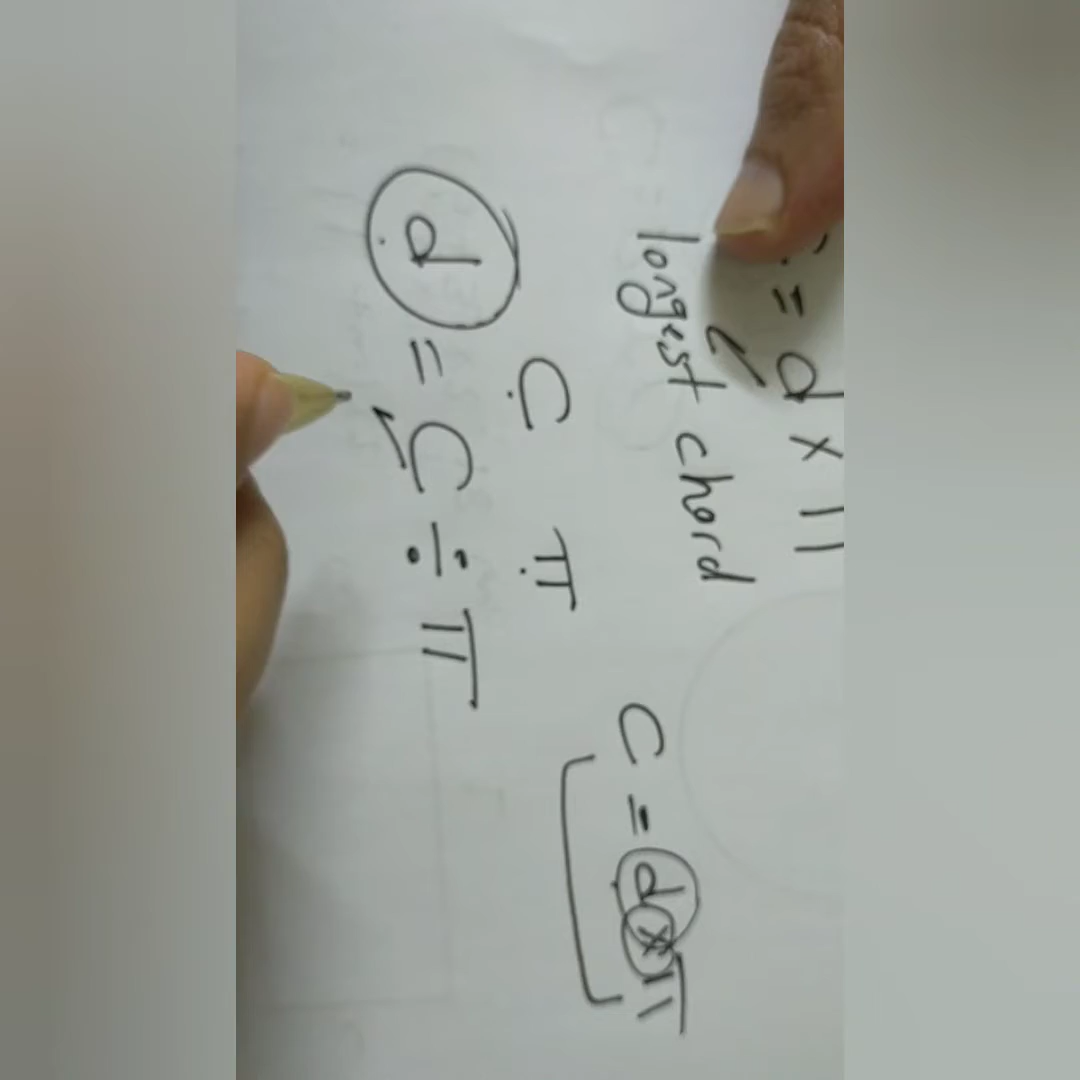 = d × π
longest chord
C = d × π
C π
d = C ÷ π